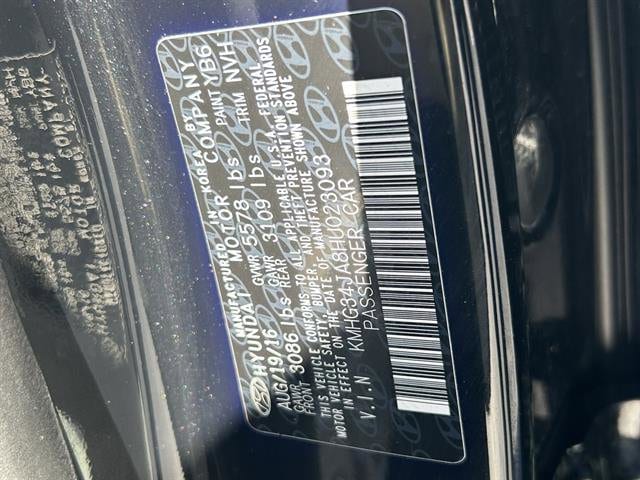 MANUFACTURED IN KOREA BY
HYUNDAI MOTOR COMPANY
AUG/19/16 GVWR 5578 lbs PAINT YB6
GAWR FRONT 3086 lbs GAWR REAR 3109 lbs TRIM NVH
THIS VEHICLE CONFORMS TO ALL APPLICABLE U.S.A. FEDERAL
MOTOR VEHICLE SAFETY, BUMPER, AND THEFT PREVENTION STANDARDS
IN EFFECT ON THE DATE OF MANUFACTURE SHOWN ABOVE
V.I.N KMHG34JA8HU023093
PASSENGER CAR